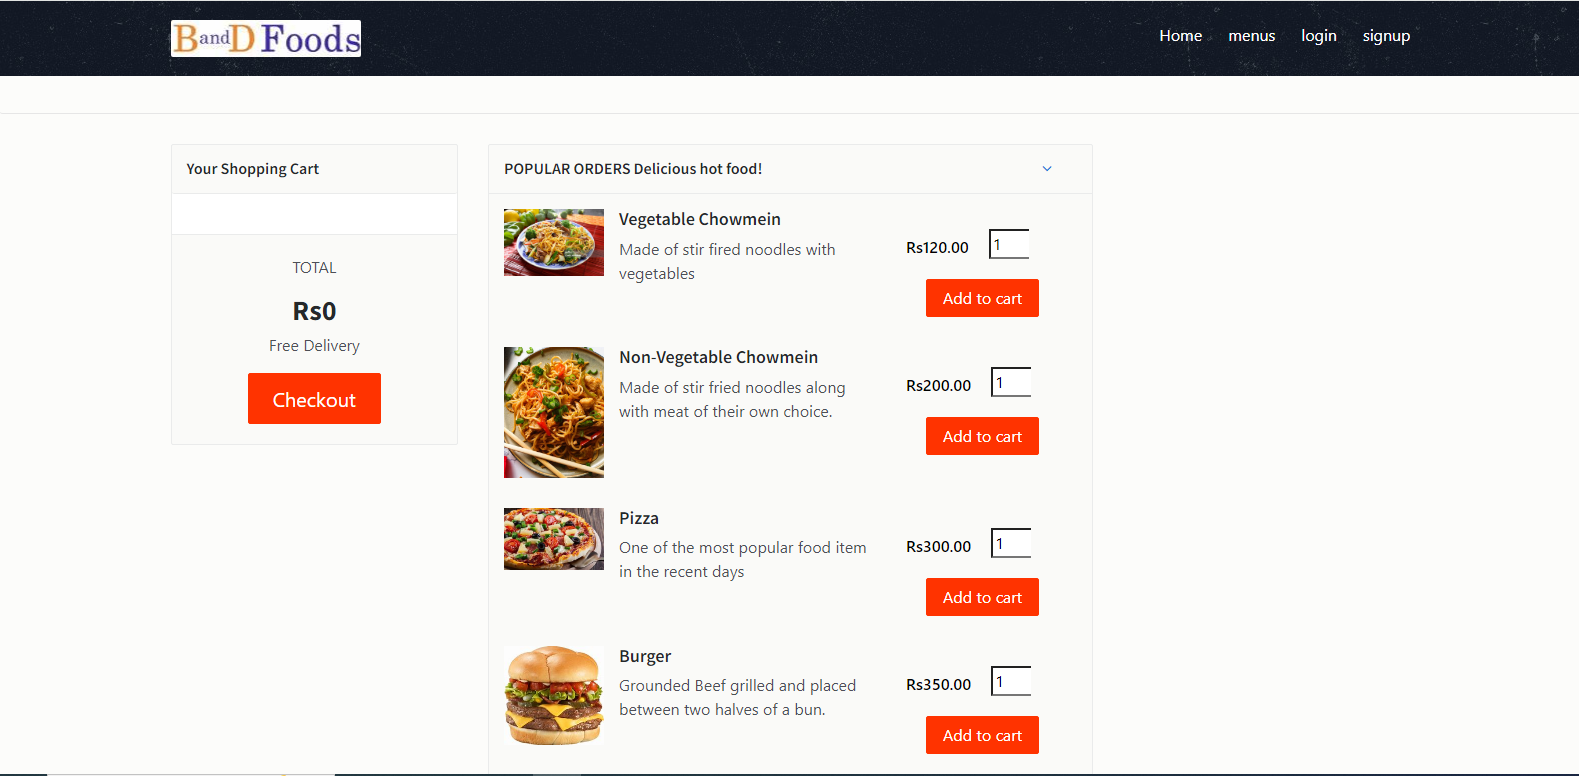 BandD Foods
Home menus login signup
Your Shopping Cart
TOTAL
Rs0
Free Delivery
Checkout
POPULAR ORDERS Delicious hot food!
Vegetable Chowmein
Made of stir fired noodles with
vegetables
Rs120.00 1
Add to cart
Non-Vegetable Chowmein
Made of stir fried noodles along
with meat of their own choice.
Rs200.00 1
Add to cart
Pizza
One of the most popular food item
in the recent days
Rs300.00 1
Add to cart
Burger
Grounded Beef grilled and placed
between two halves of a bun.
Rs350.00 1
Add to cart